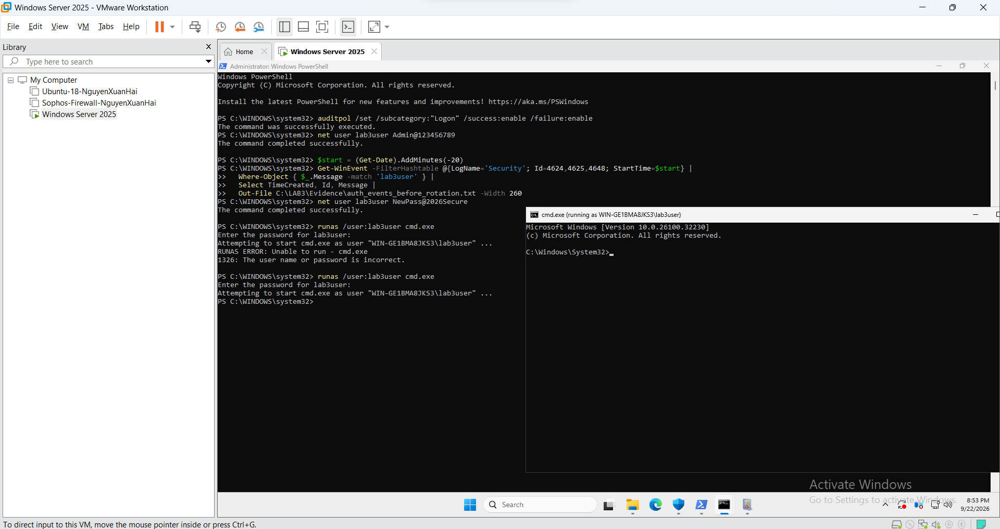 Windows Server 2025 - VMware Workstation
File Edit View VM Tabs Help
Library
Type here to search
My Computer
Ubuntu-18-NguyenXuanHai
Sophos-Firewall-NguyenXuanHai
Windows Server 2025
Home
Windows Server 2025
Administrator: Windows PowerShell
Windows PowerShell
Copyright (C) Microsoft Corporation. All rights reserved.
Install the latest PowerShell for new features and improvements! https://aka.ms/PSWindows
PS C:\WINDOWS\system32> auditpol /set /subcategory:"Logon" /success:enable /failure:enable
The command was successfully executed.
PS C:\WINDOWS\system32> net user lab3user Admin@123456789
The command completed successfully.
PS C:\WINDOWS\system32> $start = (Get-Date).AddMinutes(-20)
PS C:\WINDOWS\system32> Get-WinEvent -FilterHashtable @{LogName='Security'; Id=4624,4625,4648; StartTime=$start} |
>>   Where-Object { $_.Message -match 'lab3user' } |
>>   Select TimeCreated, Id, Message |
>>   Out-File C:\LAB3\Evidence\auth_events_before_rotation.txt -Width 260
PS C:\WINDOWS\system32> net user lab3user NewPass@2026Secure
The command completed successfully.
PS C:\WINDOWS\system32> runas /user:lab3user cmd.exe
Enter the password for lab3user:
Attempting to start cmd.exe as user "WIN-GE1BMA8JKS3\lab3user" ...
RUNAS ERROR: Unable to run - cmd.exe
1326: The user name or password is incorrect.
PS C:\WINDOWS\system32> runas /user:lab3user cmd.exe
Enter the password for lab3user:
Attempting to start cmd.exe as user "WIN-GE1BMA8JKS3\lab3user" ...
PS C:\WINDOWS\system32>
cmd.exe (running as WIN-GE1BMA8JKS3\lab3user)
Microsoft Windows [Version 10.0.26100.32230]
(c) Microsoft Corporation. All rights reserved.
C:\Windows\System32>
Activate Windows
Go to Settings to activate Windows.
Search
8:53 PM
9/22/2026
To direct input to this VM, move the mouse pointer inside or press Ctrl+G.